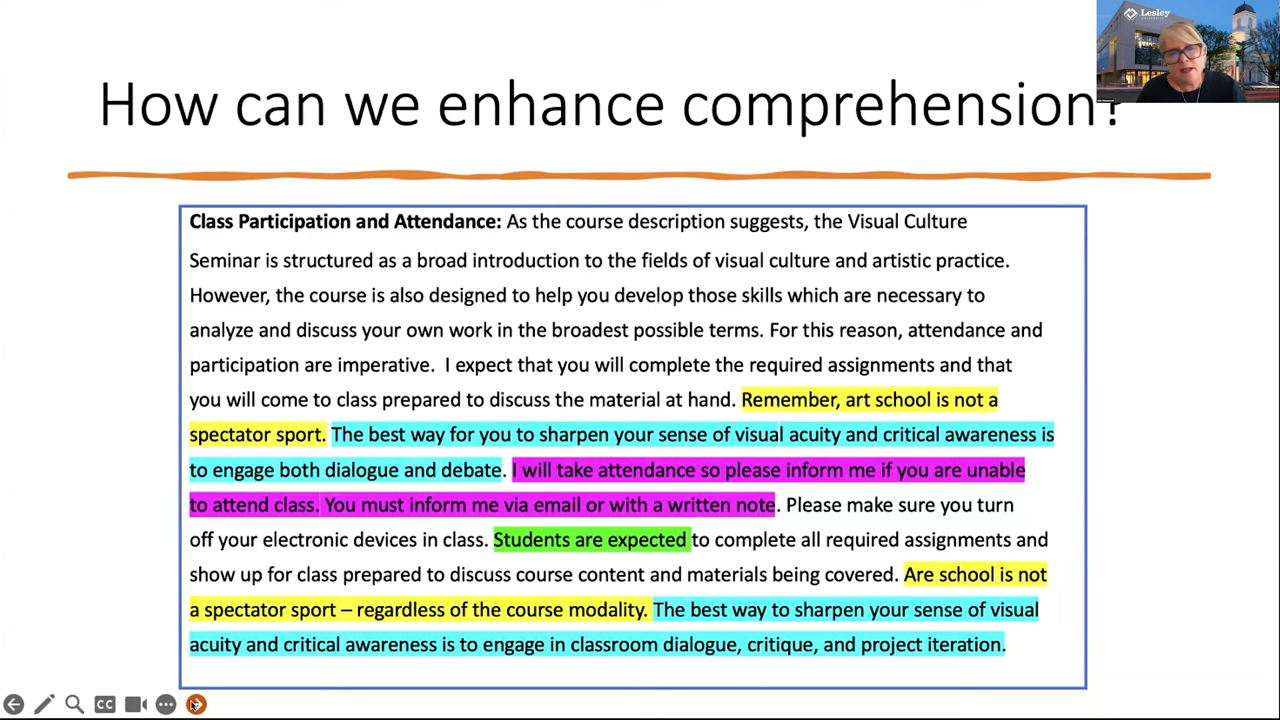 Lesley
UNIVERSITY
How can we enhance comprehension?
Class Participation and Attendance: As the course description suggests, the Visual Culture
Seminar is structured as a broad introduction to the fields of visual culture and artistic practice.
However, the course is also designed to help you develop those skills which are necessary to
analyze and discuss your own work in the broadest possible terms. For this reason, attendance and
participation are imperative.  I expect that you will complete the required assignments and that
you will come to class prepared to discuss the material at hand. Remember, art school is not a
spectator sport. The best way for you to sharpen your sense of visual acuity and critical awareness is
to engage both dialogue and debate. I will take attendance so please inform me if you are unable
to attend class. You must inform me via email or with a written note. Please make sure you turn
off your electronic devices in class. Students are expected to complete all required assignments and
show up for class prepared to discuss course content and materials being covered. Are school is not
a spectator sport – regardless of the course modality. The best way to sharpen your sense of visual
acuity and critical awareness is to engage in classroom dialogue, critique, and project iteration.
CC